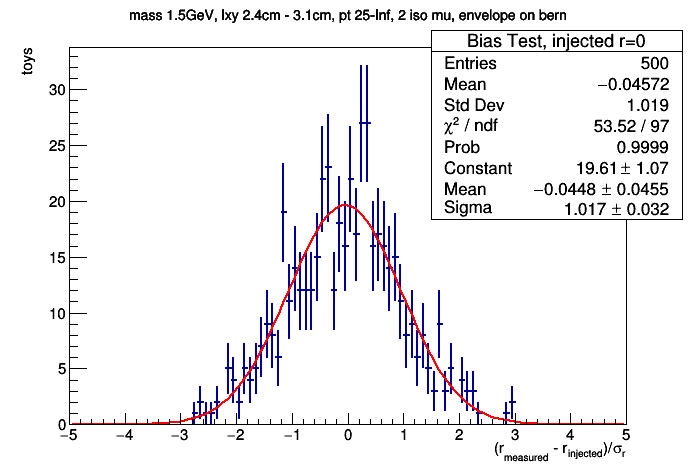 mass 1.5GeV, lxy 2.4cm - 3.1cm, pt 25-Inf, 2 iso mu, envelope on bern
Bias Test, injected r=0
Entries 500
Mean −0.04572
Std Dev 1.019
χ² / ndf 53.52 / 97
Prob 0.9999
Constant 19.61 ± 1.07
Mean −0.0448 ± 0.0455
Sigma 1.017 ± 0.032
toys
30
25
20
15
10
5
0
−5 −4 −3 −2 −1 0 1 2 3 4 5
(r_measured - r_injected)/σ_r